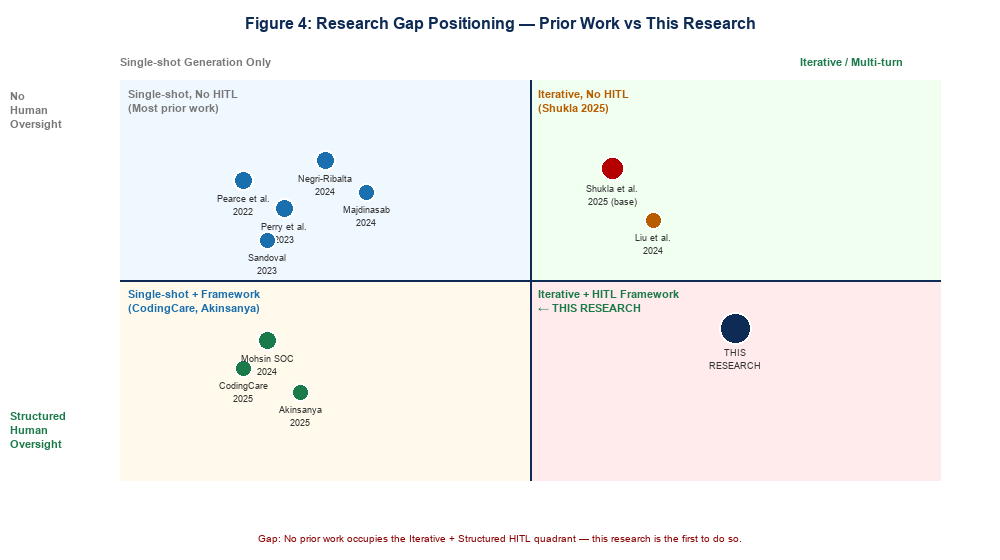 Figure 4: Research Gap Positioning — Prior Work vs This Research
Single-shot Generation Only
Iterative / Multi-turn
No
Human
Oversight
Single-shot, No HITL
(Most prior work)
Iterative, No HITL
(Shukla 2025)
Negri-Ribalta
2024
Pearce et al.
2022
Majdinasab
2024
Perry et al.
2023
Sandoval
2023
Shukla et al.
2025 (base)
Liu et al.
2024
Single-shot + Framework
(CodingCare, Akinsanya)
Iterative + HITL Framework
← THIS RESEARCH
Mohsin SOC
2024
CodingCare
2025
Akinsanya
2025
THIS
RESEARCH
Structured
Human
Oversight
Gap: No prior work occupies the Iterative + Structured HITL quadrant — this research is the first to do so.